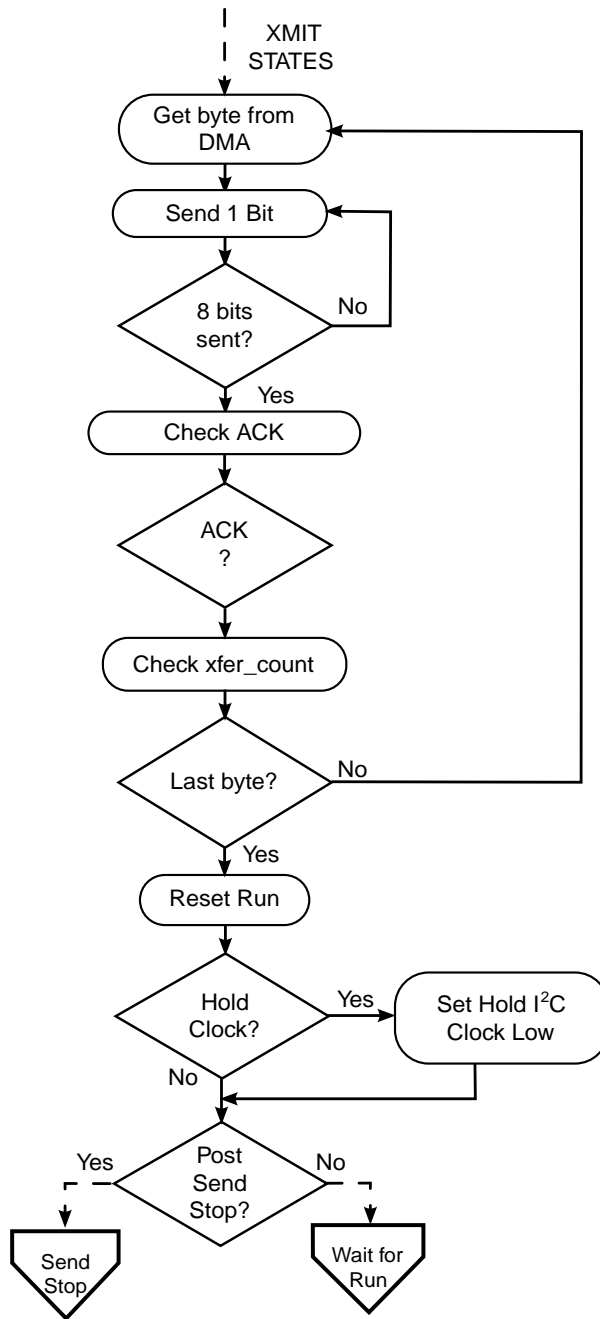 XMIT
STATES
Get byte from
DMA
Send 1 Bit
8 bits
sent?
No
Yes
Check ACK
ACK
?
Check xfer_count
Last byte?
No
Yes
Reset Run
Hold
Clock?
Yes
Set Hold I²C
Clock Low
No
Post
Send
Stop?
Yes
No
Send
Stop
Wait for
Run